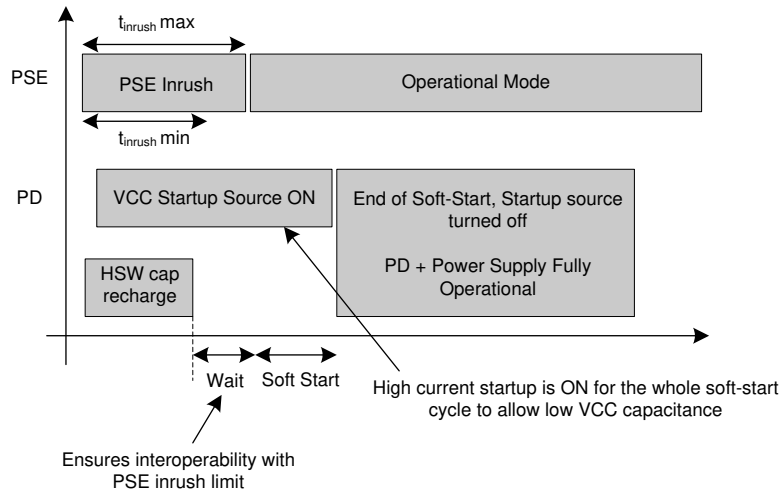 t inrush max
PSE
PSE Inrush
Operational Mode
t inrush min
PD
VCC Startup Source ON
End of Soft-Start, Startup source
turned off
PD + Power Supply Fully
Operational
HSW cap
recharge
Wait
Soft Start
High current startup is ON for the whole soft-start
cycle to allow low VCC capacitance
Ensures interoperability with
PSE inrush limit